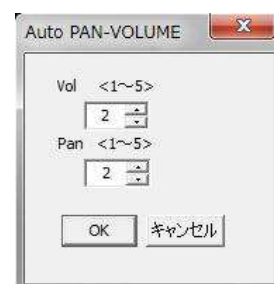 Auto PAN-VOLUME
Vol <1～5>
2
Pan <1～5>
2
OK キャンセル